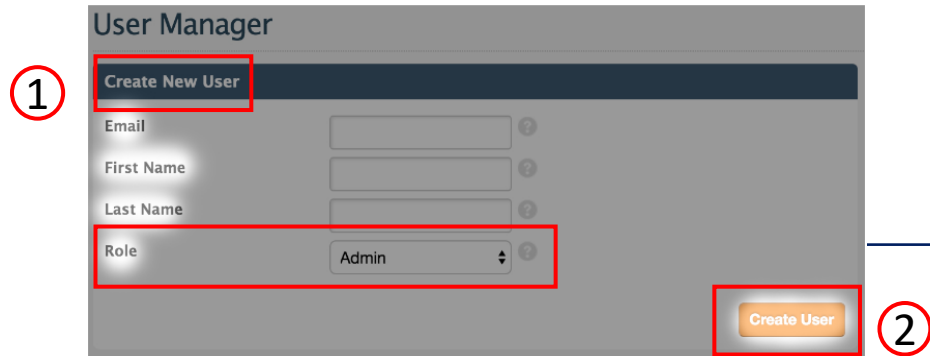 User Manager
1
Create New User
Email
?
First Name
?
Last Name
?
Role
Admin
?
Create User
2